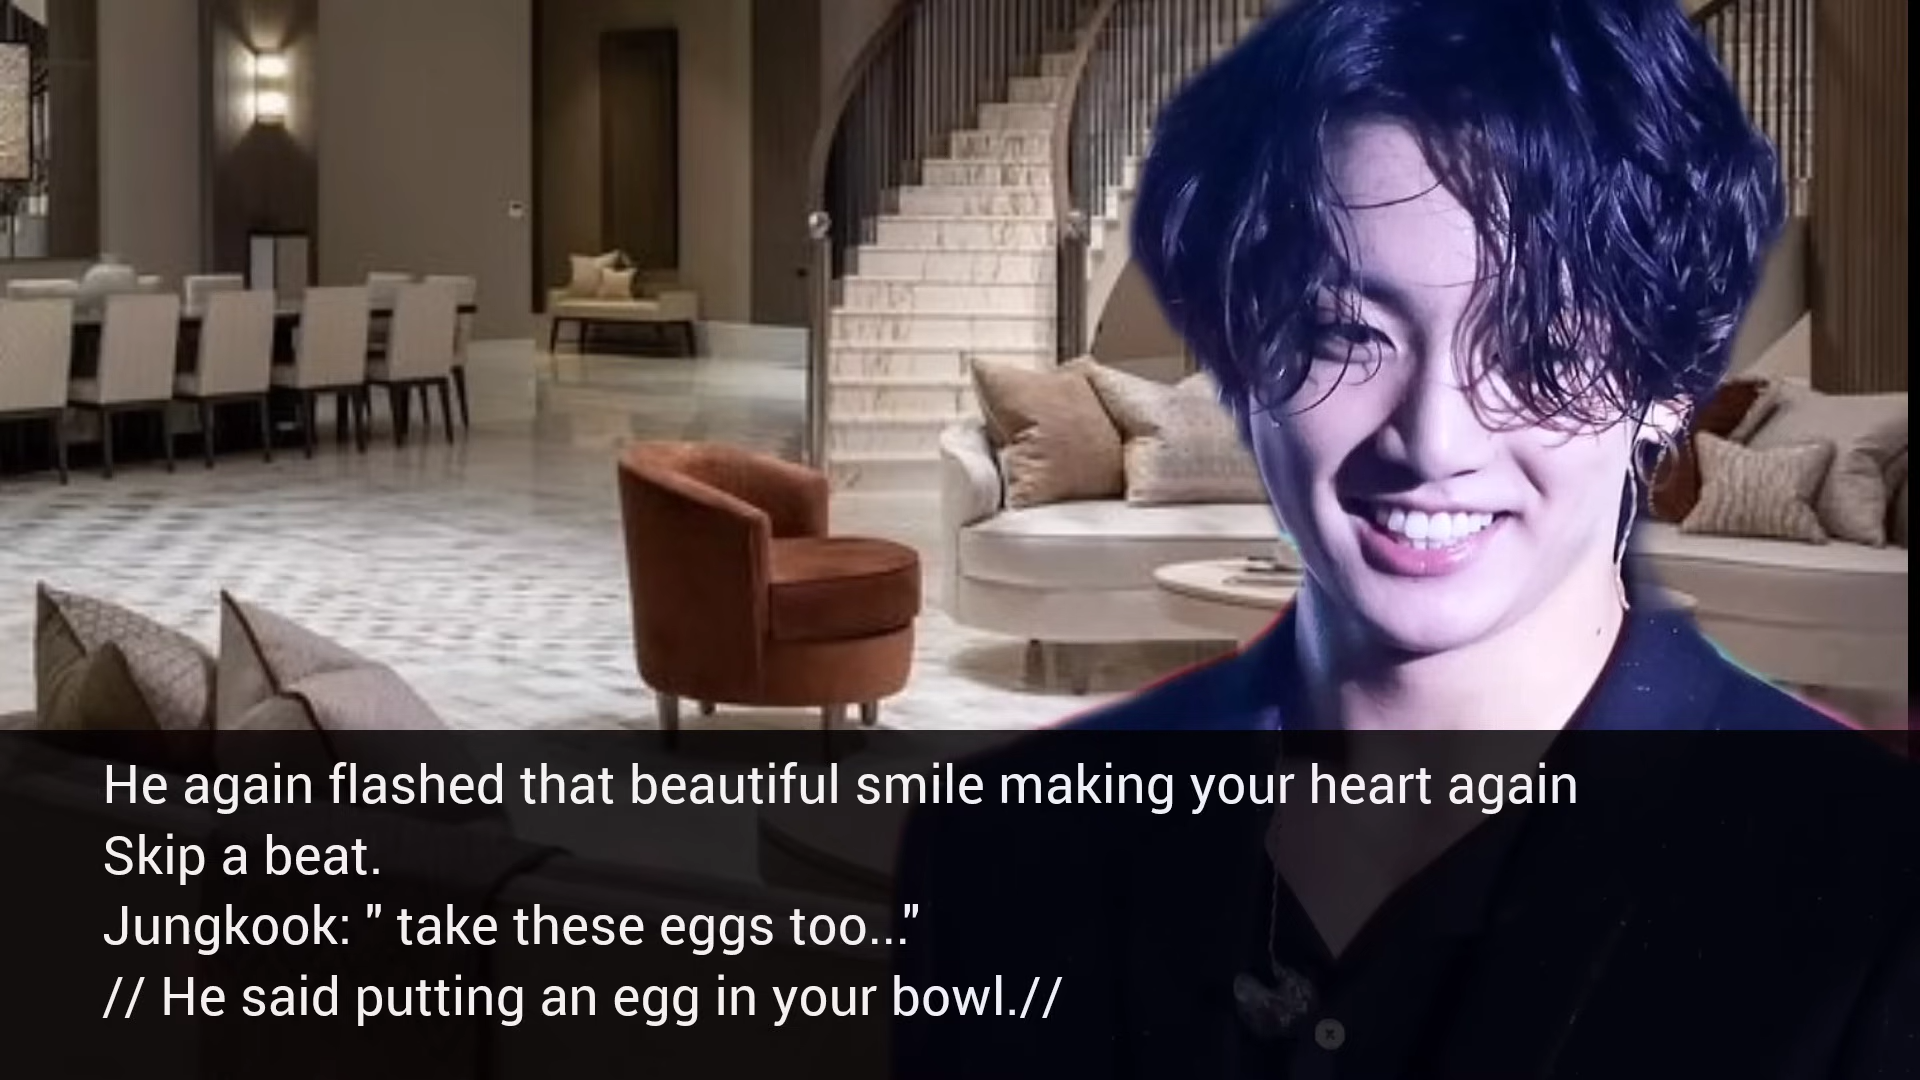 He again flashed that beautiful smile making your heart again
Skip a beat.
Jungkook: " take these eggs too..."
// He said putting an egg in your bowl.//